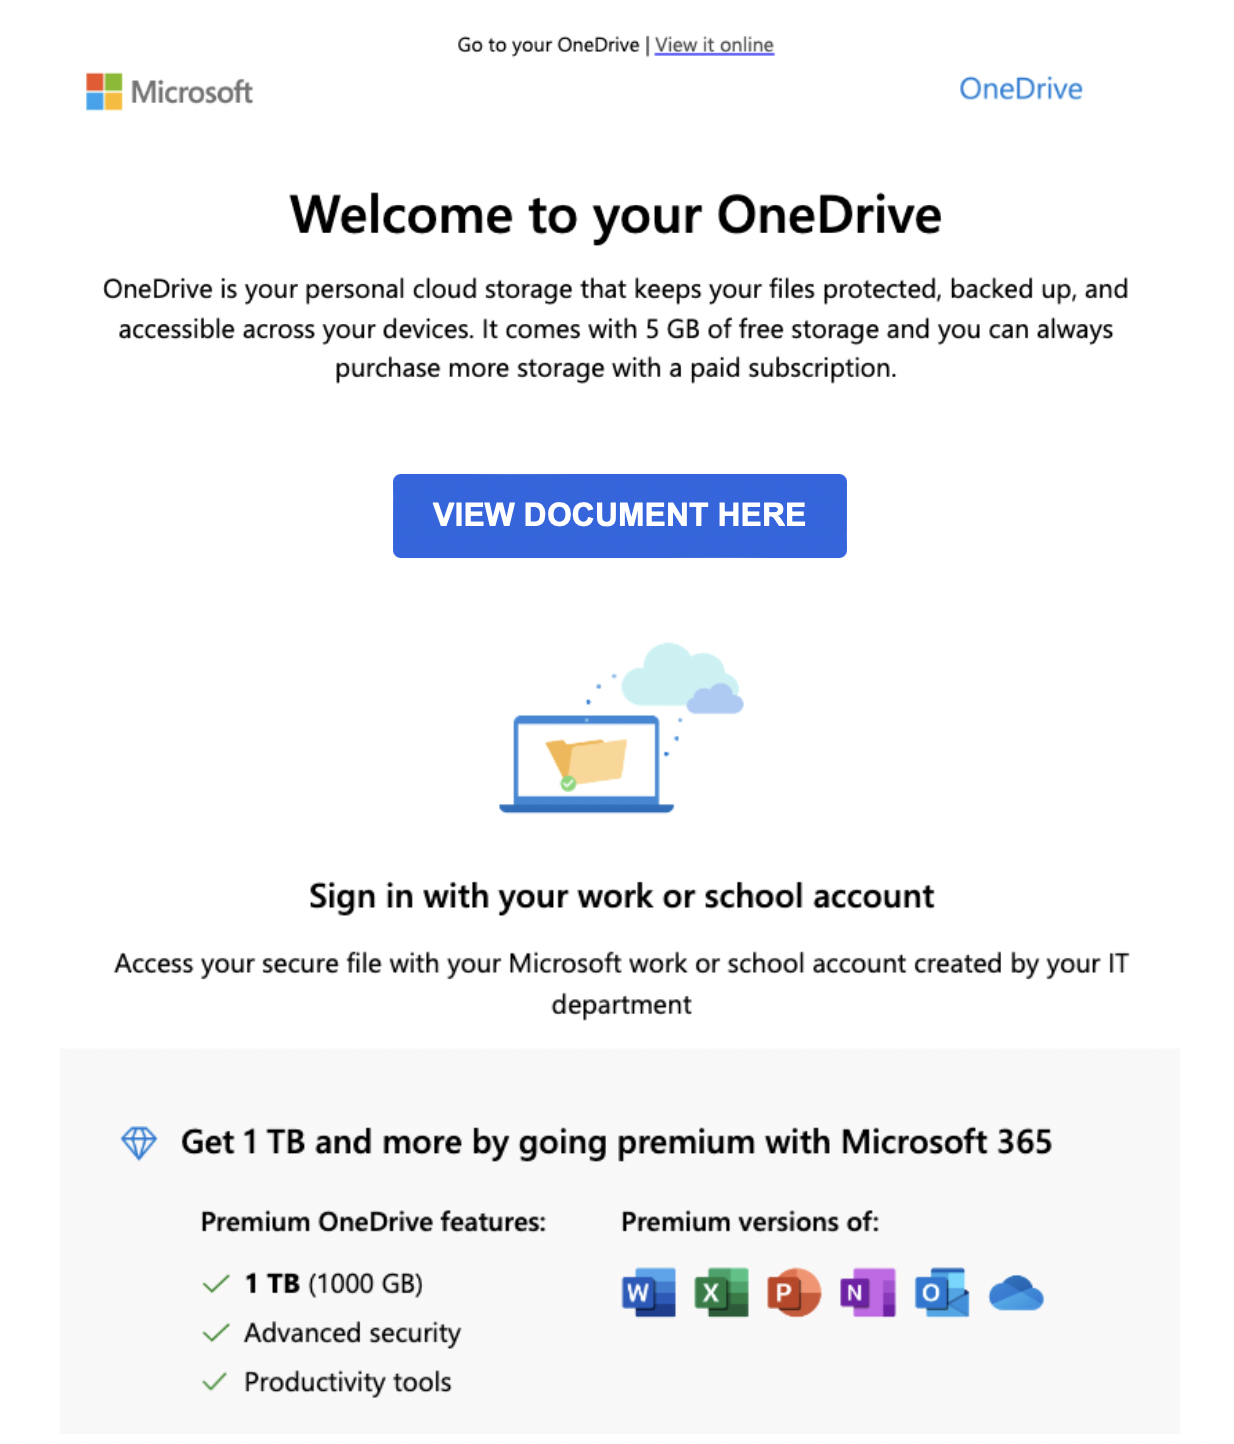 Go to your OneDrive | View it online
Microsoft
OneDrive
Welcome to your OneDrive
OneDrive is your personal cloud storage that keeps your files protected, backed up, and
accessible across your devices. It comes with 5 GB of free storage and you can always
purchase more storage with a paid subscription.
VIEW DOCUMENT HERE
Sign in with your work or school account
Access your secure file with your Microsoft work or school account created by your IT
department
Get 1 TB and more by going premium with Microsoft 365
Premium OneDrive features:
1 TB (1000 GB)
Advanced security
Productivity tools
Premium versions of:
W X P N O